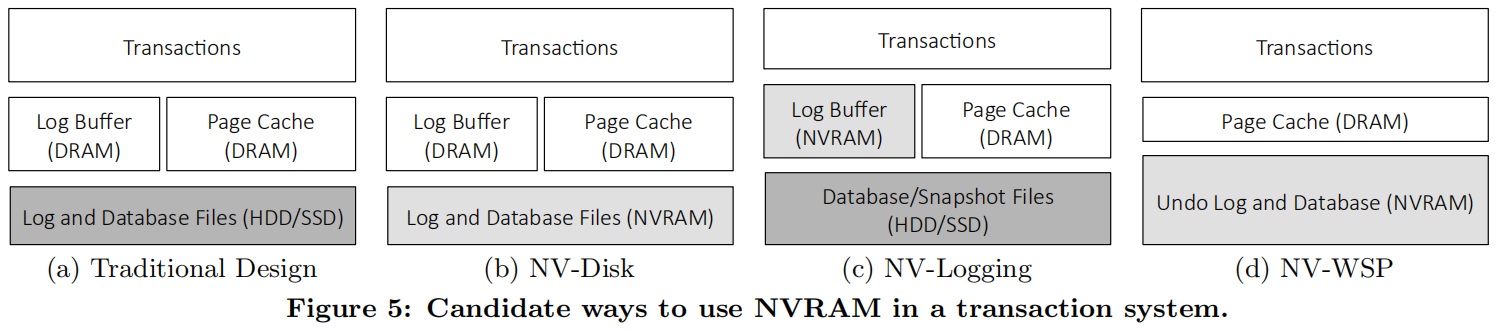 Transactions
Log Buffer
(DRAM)
Page Cache
(DRAM)
Log and Database Files (HDD/SSD)
(a) Traditional Design
Transactions
Log Buffer
(DRAM)
Page Cache
(DRAM)
Log and Database Files (NVRAM)
(b) NV-Disk
Transactions
Log Buffer
(NVRAM)
Page Cache
(DRAM)
Database/Snapshot Files
(HDD/SSD)
(c) NV-Logging
Transactions
Page Cache (DRAM)
Undo Log and Database (NVRAM)
(d) NV-WSP
Figure 5: Candidate ways to use NVRAM in a transaction system.